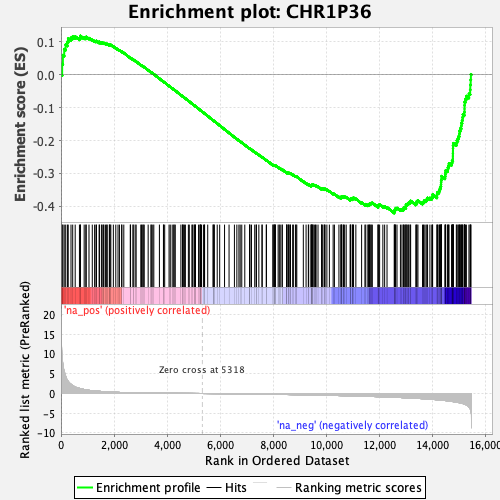 Enrichment plot: CHR1P36
Enrichment score (ES)
0.1
0.0
-0.1
-0.2
-0.3
-0.4
'na_pos' (positively correlated)
Ranked list metric (PreRanked)
20
15
10
5
0
-5
-10
Zero cross at 5318
'na_neg' (negatively correlated)
0
2,000
4,000
6,000
8,000
10,000
12,000
14,000
16,000
Rank in Ordered Dataset
Enrichment profile
Hits
Ranking metric scores